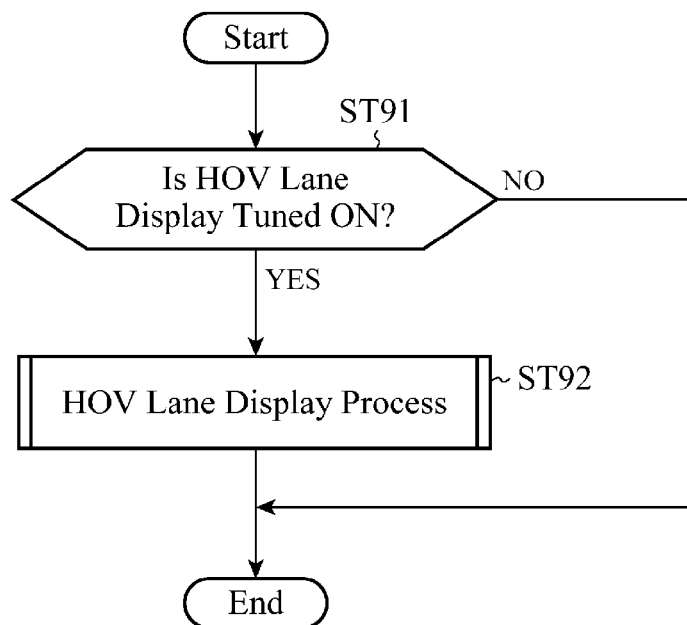 Start
ST91
Is HOV Lane
Display Tuned ON?
NO
YES
HOV Lane Display Process
ST92
End